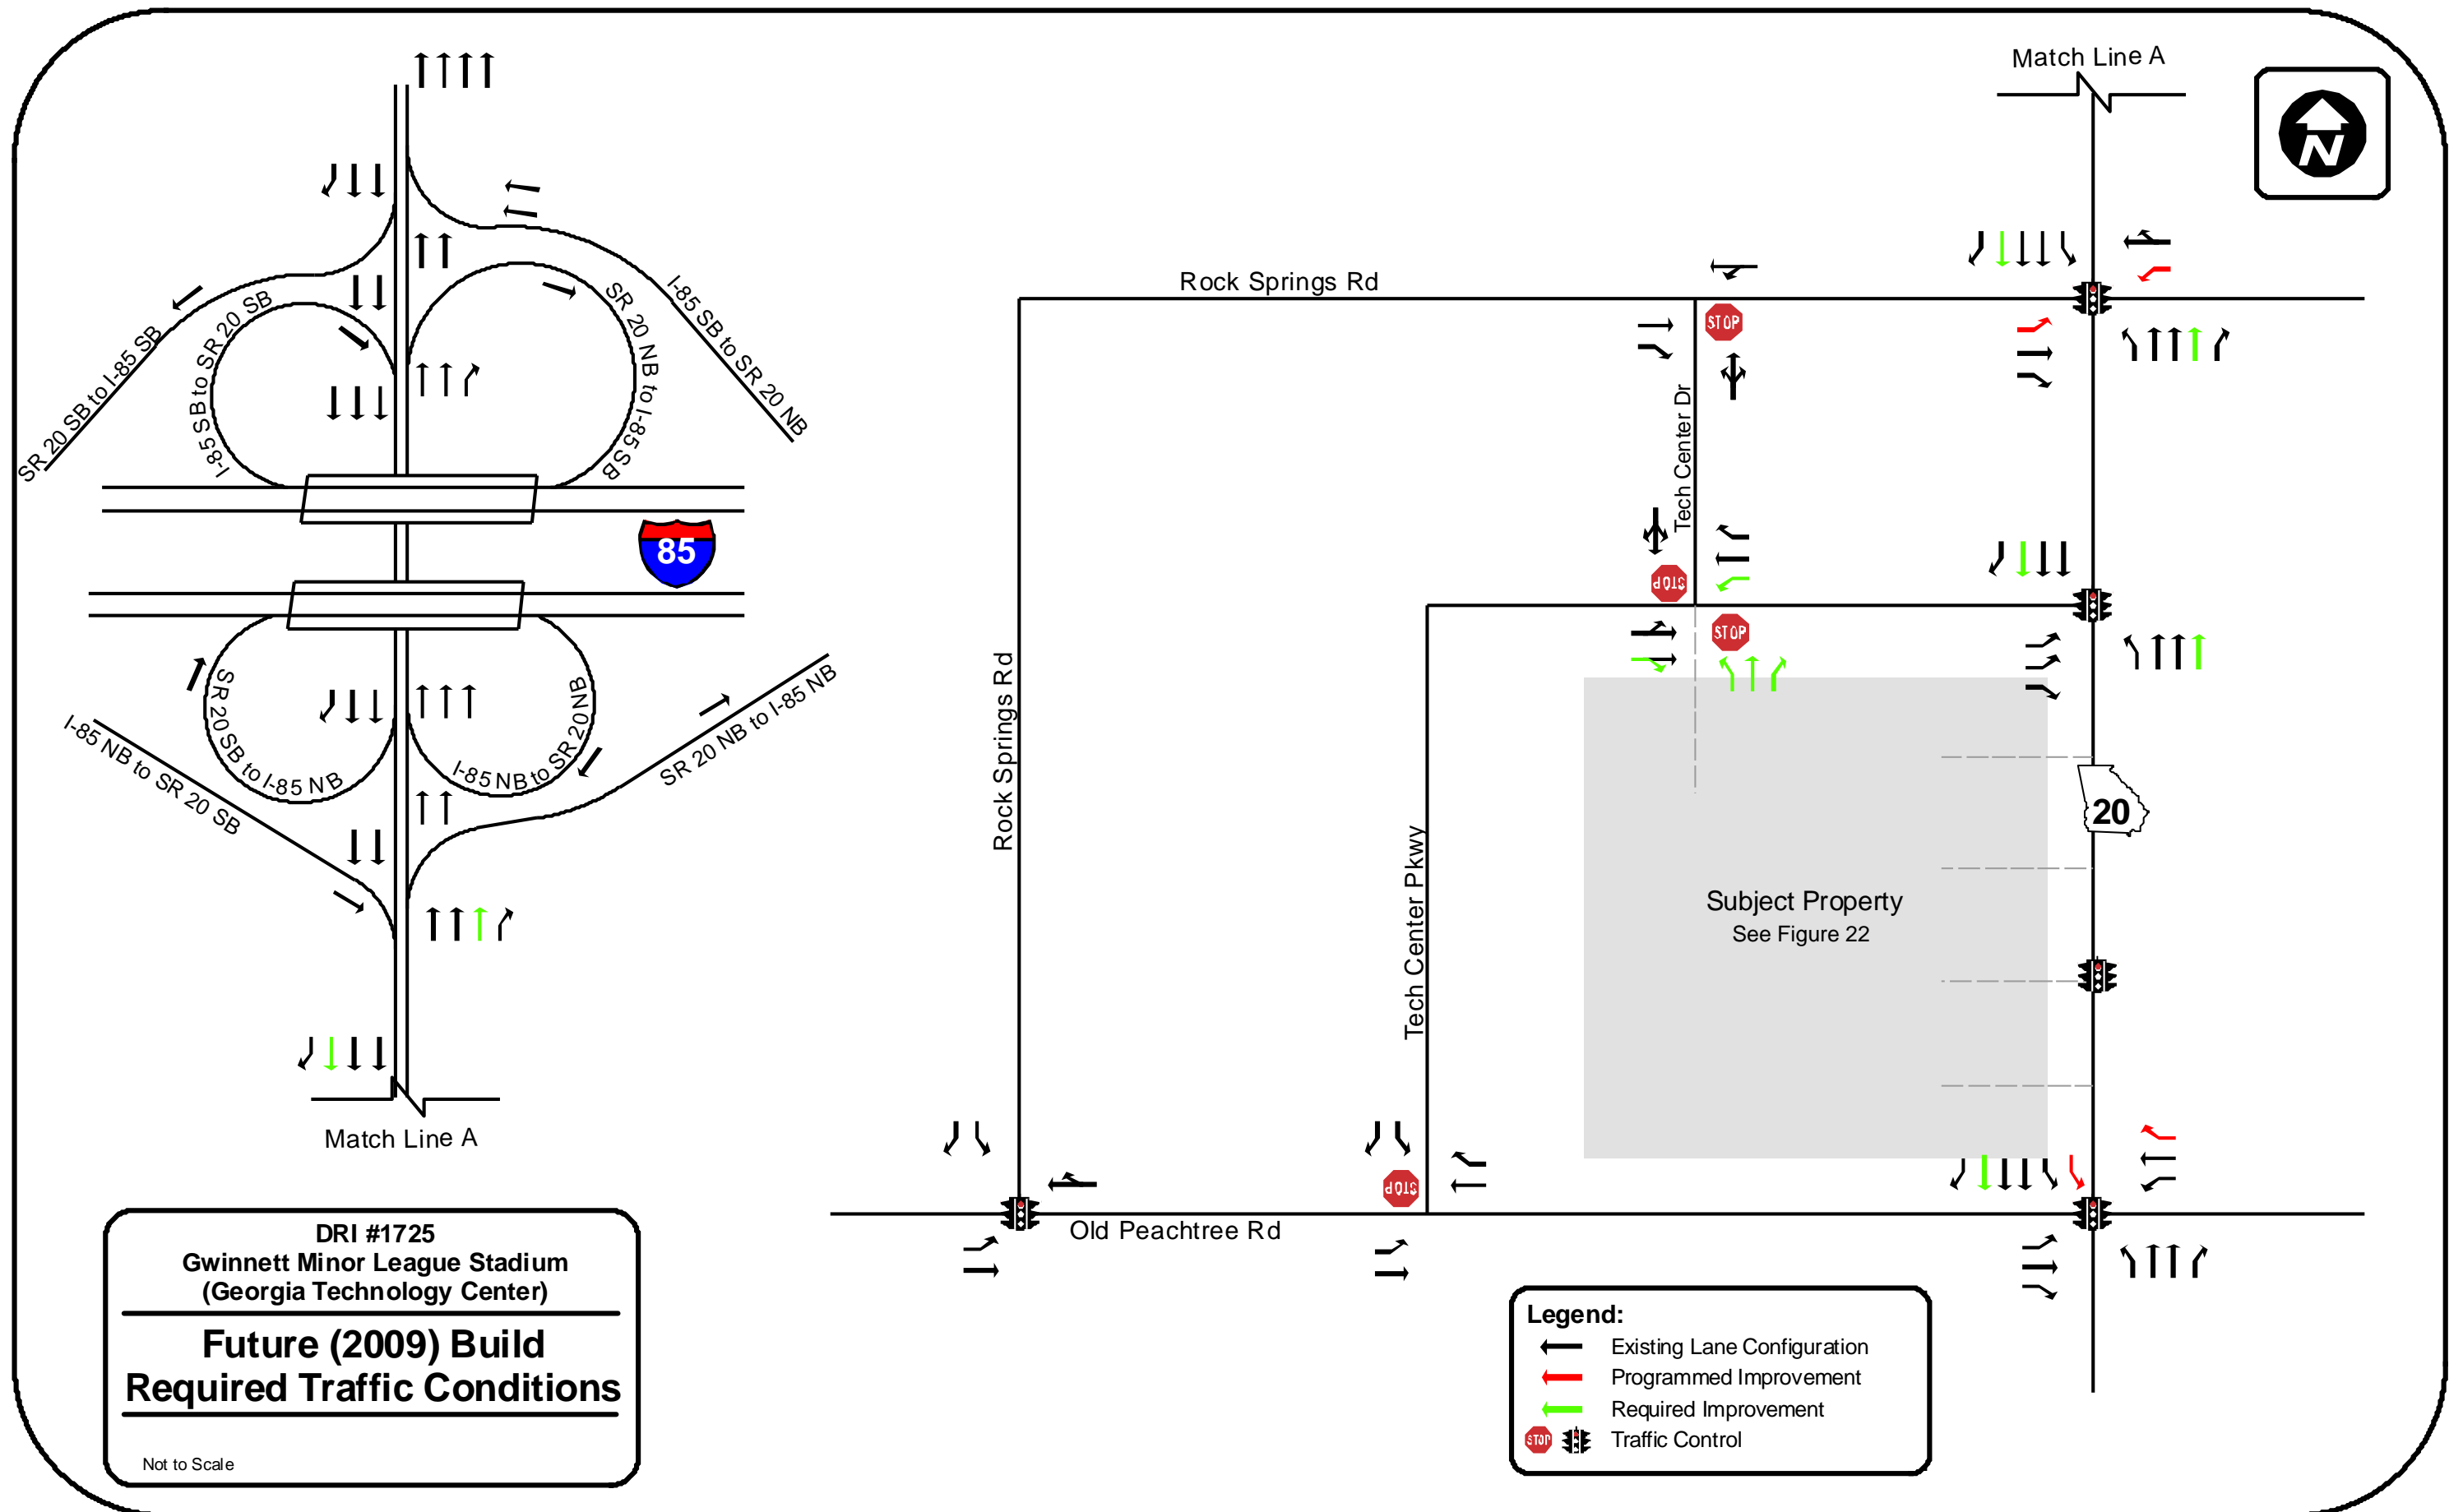 Match Line A
N
Rock Springs Rd
SR 20 SB to I-85 SB
I-85 SB to SR 20 SB
SR 20 NB to I-85 SB
I-85 SB to SR 20 NB
STOP
Tech Center Dr
85
STOP
STOP
I-85 NB to SR 20 SB
SR 20 SB to I-85 NB
I-85 NB to SR 20 NB
SR 20 NB to I-85 NB
Rock Springs Rd
Tech Center Pkwy
20
Subject Property
See Figure 22
Match Line A
STOP
Old Peachtree Rd
DRI #1725
Gwinnett Minor League Stadium
(Georgia Technology Center)
Future (2009) Build
Required Traffic Conditions
Not to Scale
Legend:
Existing Lane Configuration
Programmed Improvement
Required Improvement
STOP
Traffic Control